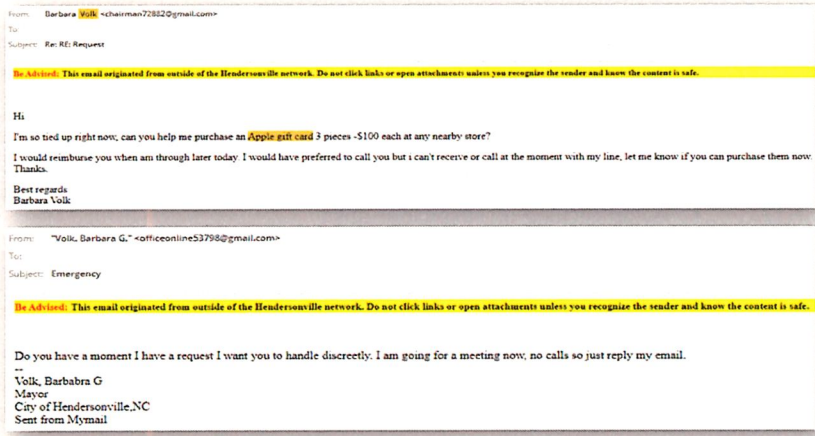 From: Barbara Volk <chairman72882@gmail.com>
To
Subject: Re: RE: Request
Be Advised: This email originated from outside of the Hendersonville network. Do not click links or open attachments unless you recognize the sender and know the content is safe.
Hi
I'm so tied up right now, can you help me purchase an Apple gift card 3 pieces -$100 each at any nearby store?
I would reimburse you when am through later today. I would have preferred to call you but i can't receive or call at the moment with my line, let me know if you can purchase them now.
Thanks.
Best regards
Barbara Volk
From: "Volk, Barbara G." <officeonline53798@gmail.com>
To:
Subject: Emergency
Be Advised: This email originated from outside of the Hendersonville network. Do not click links or open attachments unless you recognize the sender and know the content is safe.
Do you have a moment I have a request I want you to handle discreetly. I am going for a meeting now, no calls so just reply my email.
--
Volk, Barbabra G
Mayor
City of Hendersonville,NC
Sent from Mymail